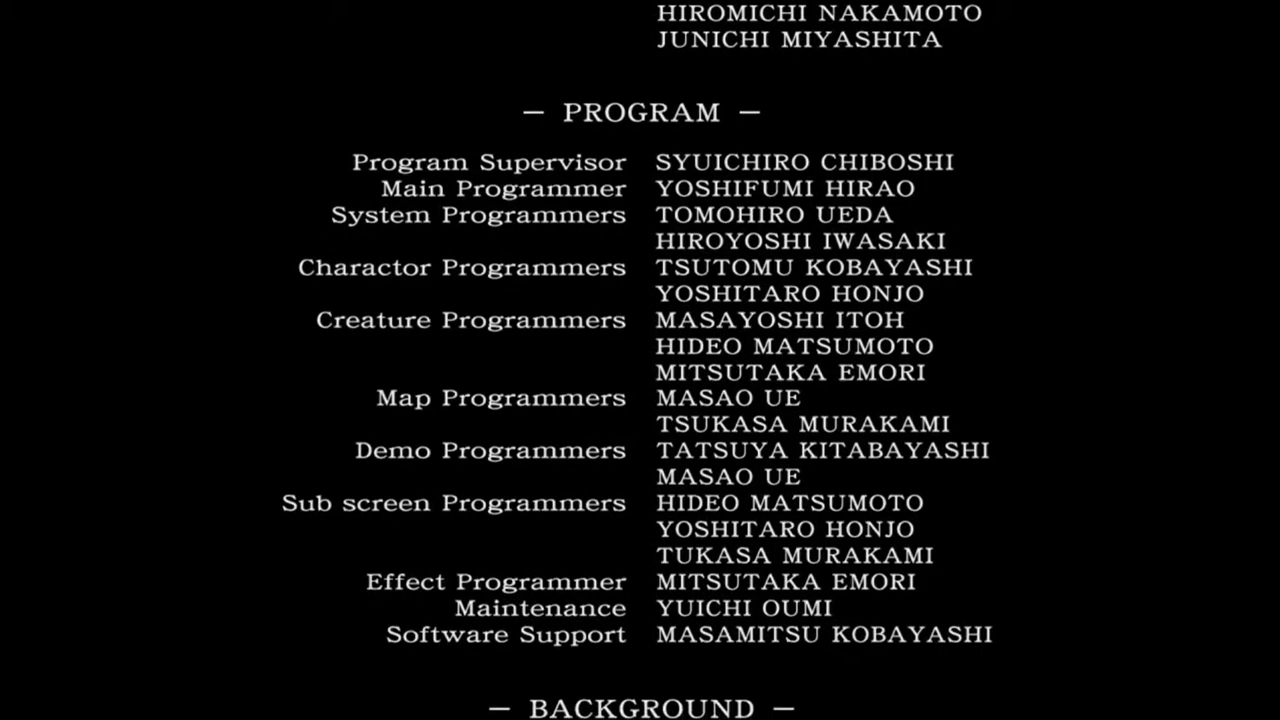 HIROMICHI NAKAMOTO
JUNICHI MIYASHITA
— PROGRAM —
Program Supervisor SYUICHIRO CHIBOSHI
Main Programmer YOSHIFUMI HIRAO
System Programmers TOMOHIRO UEDA
HIROYOSHI IWASAKI
Charactor Programmers TSUTOMU KOBAYASHI
YOSHITARO HONJO
Creature Programmers MASAYOSHI ITOH
HIDEO MATSUMOTO
MITSUTAKA EMORI
Map Programmers MASAO UE
TSUKASA MURAKAMI
Demo Programmers TATSUYA KITABAYASHI
MASAO UE
Sub screen Programmers HIDEO MATSUMOTO
YOSHITARO HONJO
TUKASA MURAKAMI
Effect Programmer MITSUTAKA EMORI
Maintenance YUICHI OUMI
Software Support MASAMITSU KOBAYASHI
— BACKGROUND —